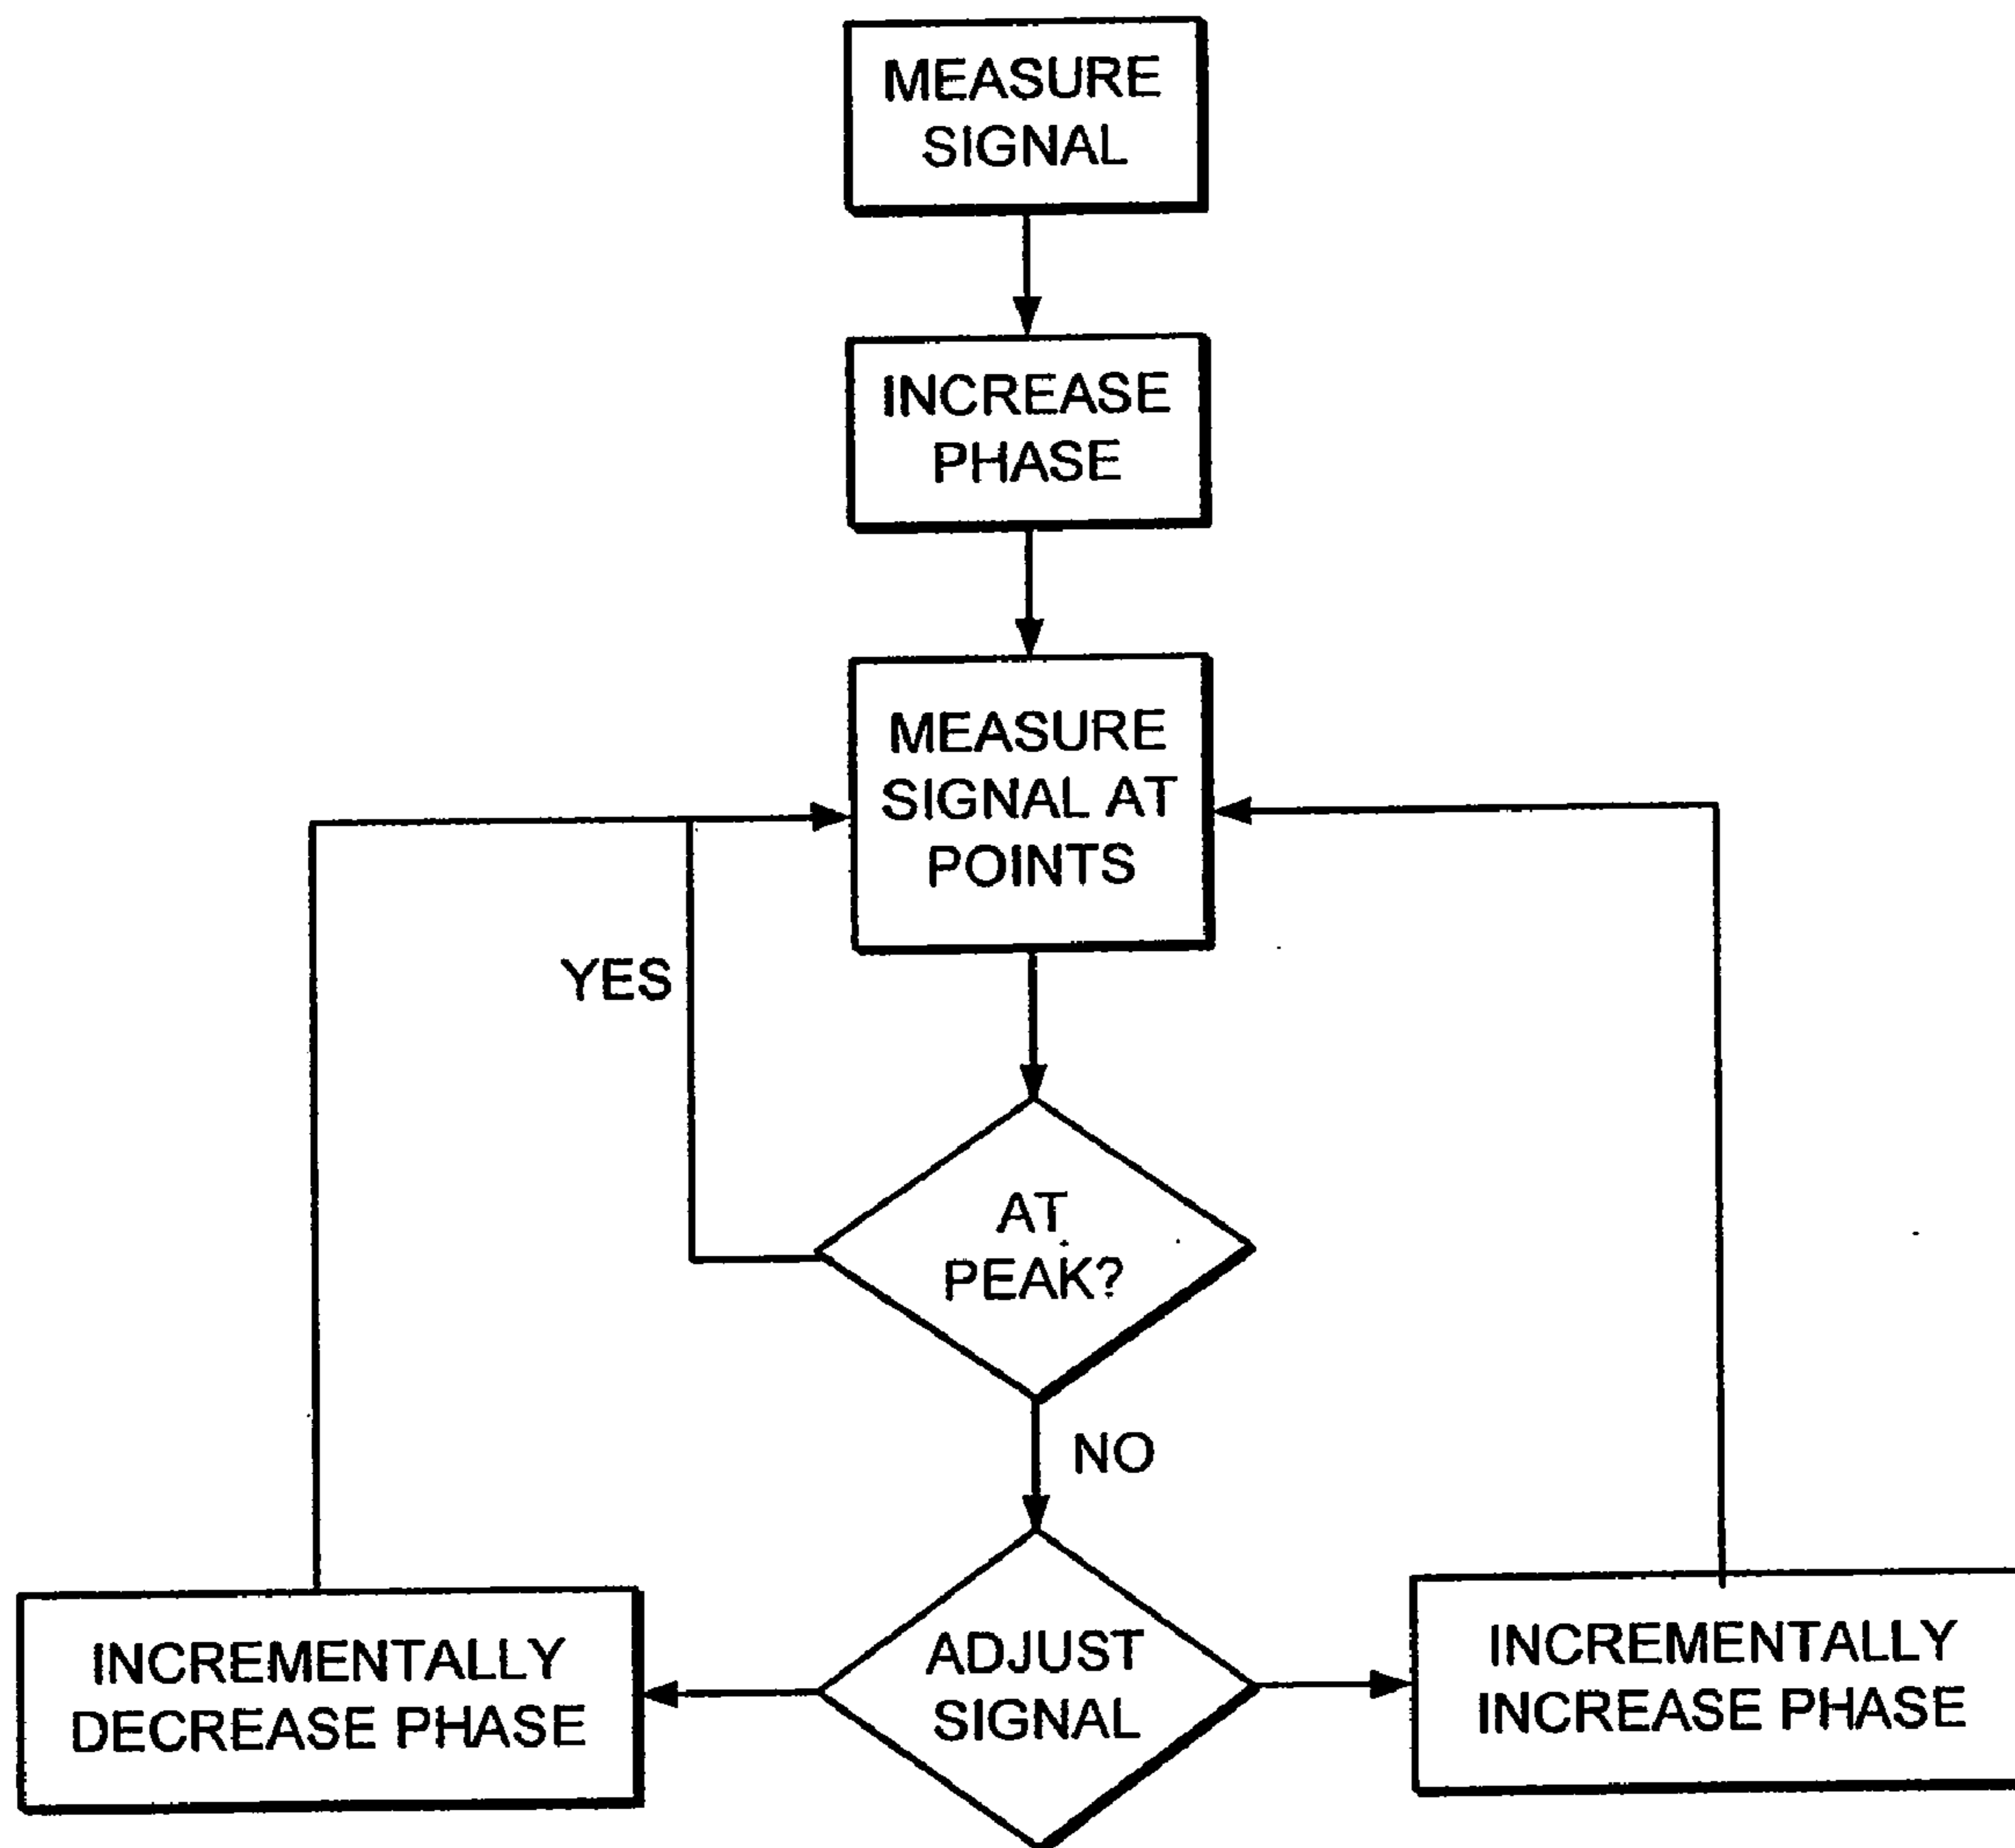 MEASURE
SIGNAL
INCREASE
PHASE
MEASURE
SIGNAL AT
POINTS
YES
AT
PEAK?
NO
ADJUST
SIGNAL
INCREMENTALLY
DECREASE PHASE
INCREMENTALLY
INCREASE PHASE